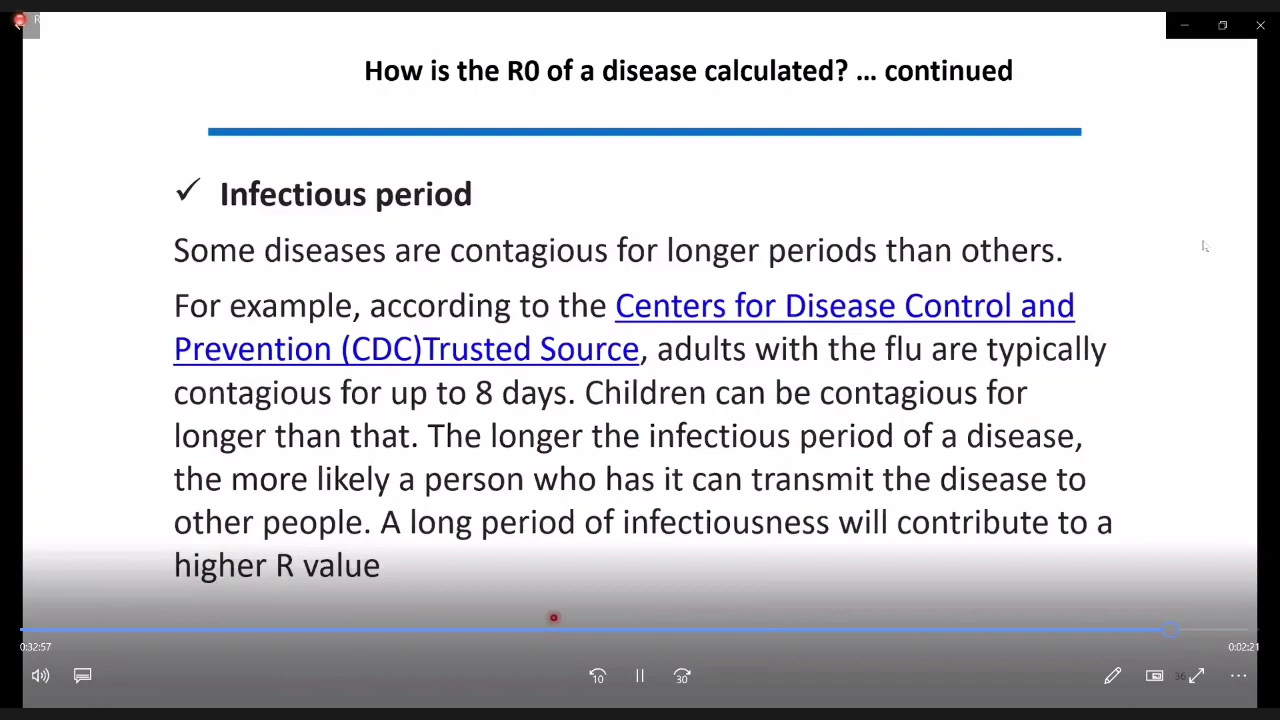 R
How is the R0 of a disease calculated? … continued
✓ Infectious period
Some diseases are contagious for longer periods than others.
For example, according to the Centers for Disease Control and
Prevention (CDC)Trusted Source, adults with the flu are typically
contagious for up to 8 days. Children can be contagious for
longer than that. The longer the infectious period of a disease,
the more likely a person who has it can transmit the disease to
other people. A long period of infectiousness will contribute to a
higher R value
0:32:57
0:02:21
10
30
36